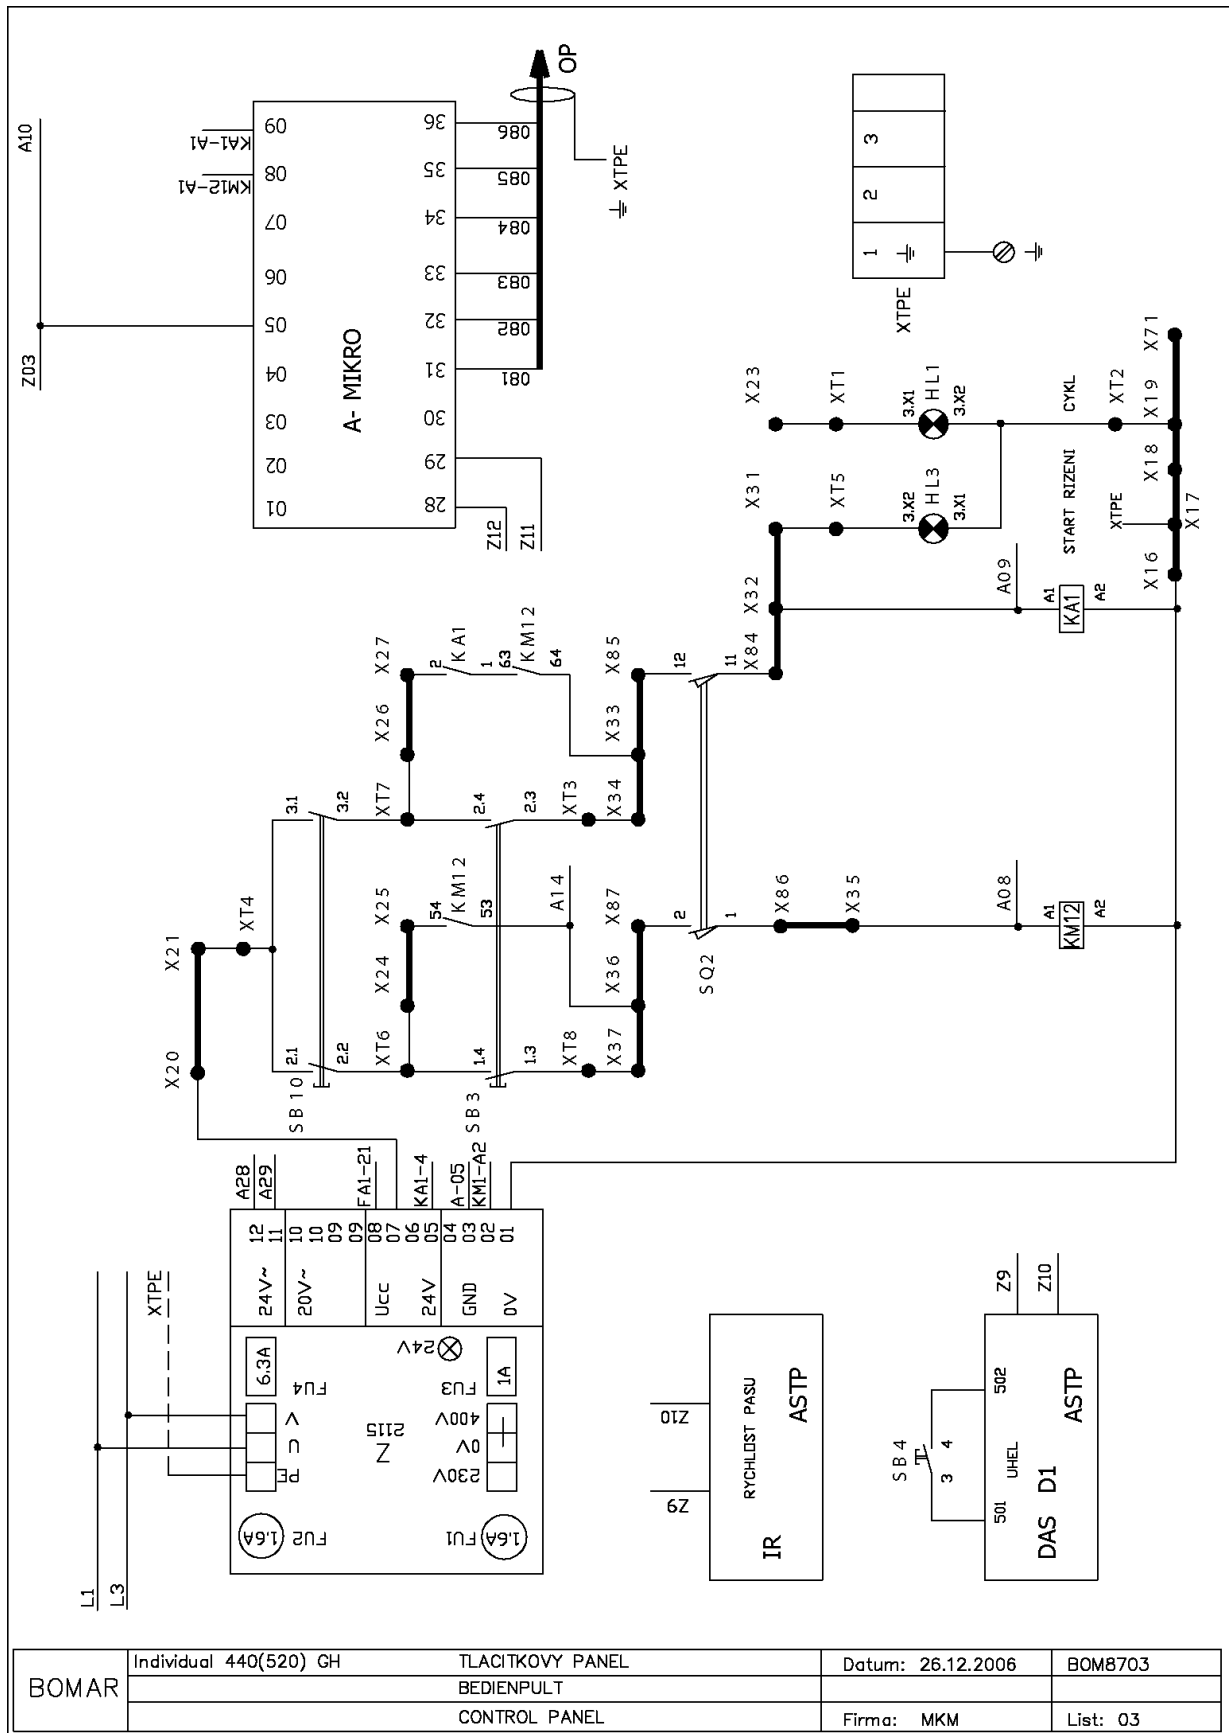 A10
Z03
KA1-A1
KM12-A1
09
08
07
06
05
04
03
02
01
A- MIKRO
36
35
34
33
32
31
30
29
28
086
085
084
083
082
081
OP
XTPE
Z12
Z11
3
2
1
XTPE
X23
XT1
3.X1
HL1
3.X2
CYKL
XT2
X19
X71
X31
XT5
3.X2
HL3
3.X1
START RIZENI
XTPE
X18
X17
X16
X32
X84
A09
A1
KA1
A2
X27
2
KA1
1
63
KM12
64
X85
12
11
X26
X33
3.1
3.2
XT7
2.4
2.3
XT3
X34
X25
54
KM12
53
A14
X87
2
1
SQ2
X86
X35
A08
A1
KM12
A2
X21
XT4
X24
X36
X20
2.1
2.2
SB10
XT6
1.4
1.3
SB3
XT8
X37
A28
A29
FA1-21
KA1-4
A-05
KM1-A2
12
11
10
10
09
09
08
07
06
05
04
03
02
01
24V~
20V~
Ucc
24V
GND
0V
XTPE
6.3A
FU4
24V
FU3
1A
V
U
PE
Z
2115
400V
0V
230V
1.6A
FU2
FU1
1.6A
L1
L3
Z10
Z9
RYCHLOST PASU
ASTP
IR
Z9
Z10
SB4
3
4
501
502
UHEL
DAS D1
ASTP
BOMAR
Individual 440(520) GH
TLACITKOVY PANEL
Datum: 26.12.2006
BOM8703
BEDIENPULT
CONTROL PANEL
Firma: MKM
List: 03